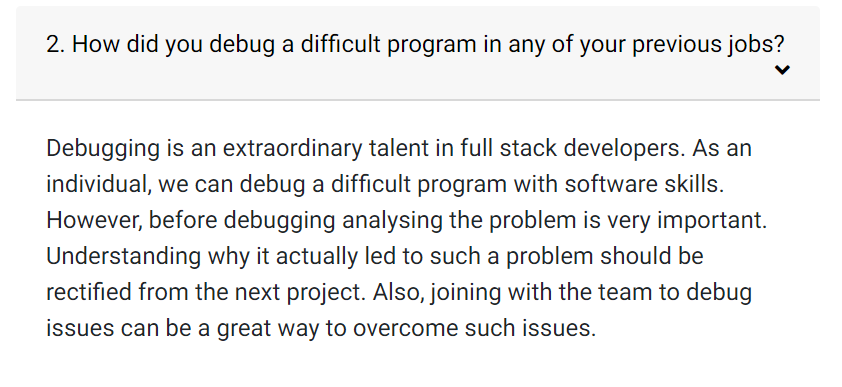 2. How did you debug a difficult program in any of your previous jobs?
Debugging is an extraordinary talent in full stack developers. As an
individual, we can debug a difficult program with software skills.
However, before debugging analysing the problem is very important.
Understanding why it actually led to such a problem should be
rectified from the next project. Also, joining with the team to debug
issues can be a great way to overcome such issues.